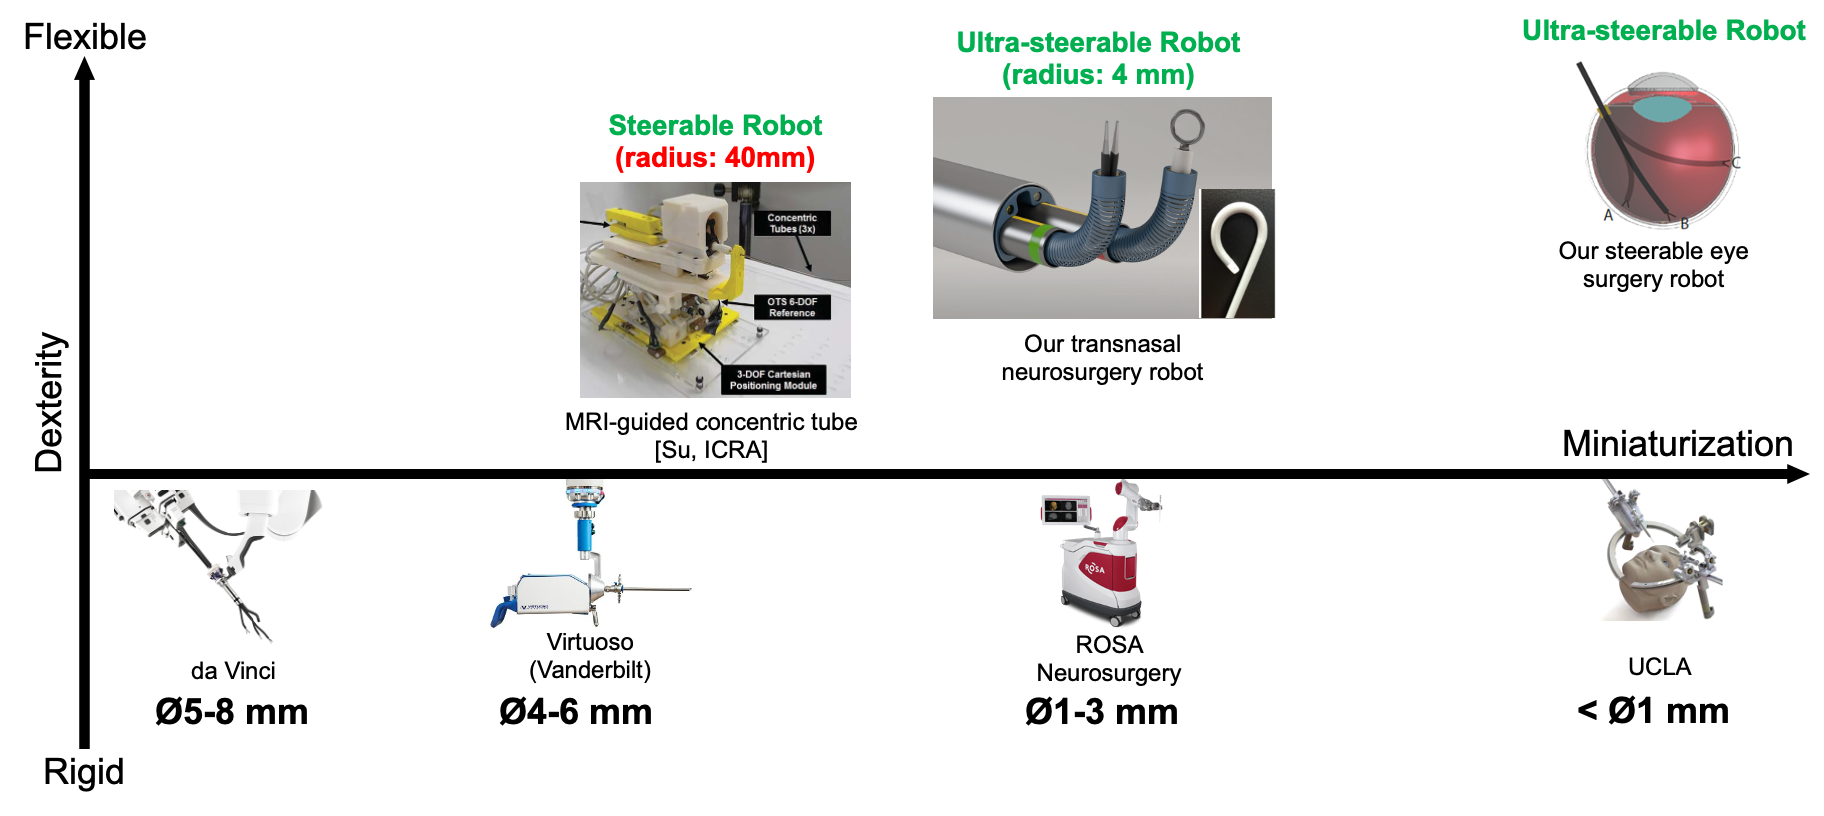 Flexible
Ultra-steerable Robot
Ultra-steerable Robot
(radius: 4 mm)
Steerable Robot
(radius: 40mm)
Concentric
Tubes (3x)
OTS 6-DOF
Reference
3-DOF Cartesian
Positioning Module
A
B
C
Our steerable eye
surgery robot
Our transnasal
neurosurgery robot
MRI-guided concentric tube
[Su, ICRA]
Dexterity
Miniaturization
VIRTUOSO
ROSA
da Vinci
Ø5-8 mm
Virtuoso
(Vanderbilt)
Ø4-6 mm
ROSA
Neurosurgery
Ø1-3 mm
UCLA
< Ø1 mm
Rigid